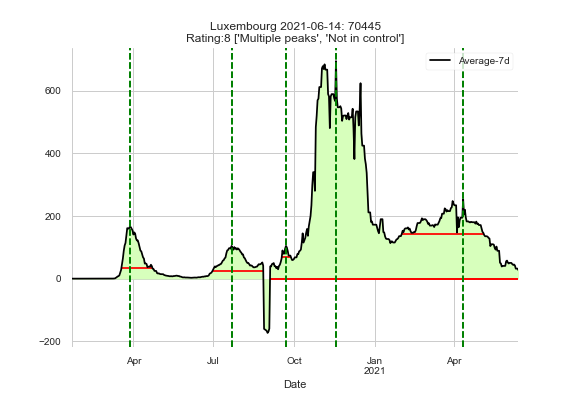 Luxembourg 2021-06-14: 70445
Rating:8 ['Multiple peaks', 'Not in control']
Average-7d
600
400
200
0
−200
Apr
Jul
Oct
Jan
2021
Apr
Date